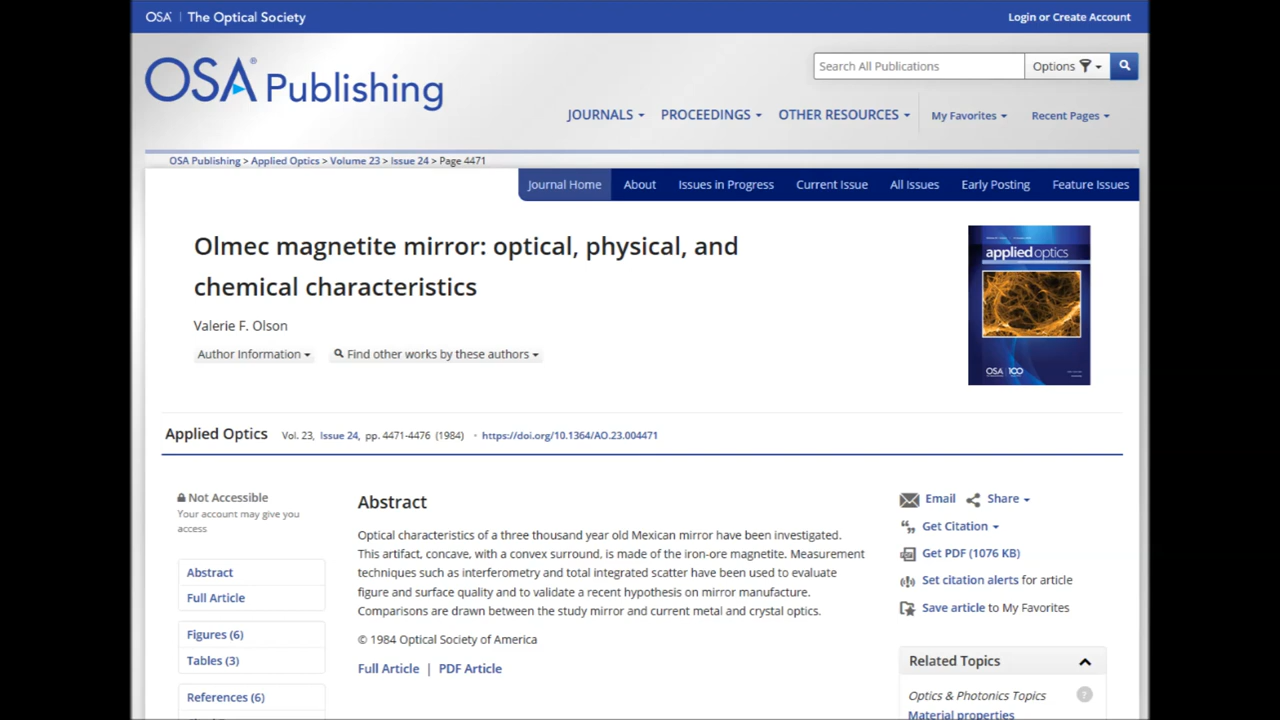 OSA | The Optical Society
Login or Create Account
OSA® Publishing
Search All Publications
Options
JOURNALS
PROCEEDINGS
OTHER RESOURCES
My Favorites
Recent Pages
OSA Publishing > Applied Optics > Volume 23 > Issue 24 > Page 4471
Journal Home
About
Issues in Progress
Current Issue
All Issues
Early Posting
Feature Issues
Olmec magnetite mirror: optical, physical, and
chemical characteristics
Valerie F. Olson
Author Information
Find other works by these authors
applied optics
OSA 100
Applied Optics Vol. 23, Issue 24, pp. 4471-4476 (1984) • https://doi.org/10.1364/AO.23.004471
Not Accessible
Your account may give you
access
Abstract
Full Article
Figures (6)
Tables (3)
References (6)
Abstract
Optical characteristics of a three thousand year old Mexican mirror have been investigated.
This artifact, concave, with a convex surround, is made of the iron-ore magnetite. Measurement
techniques such as interferometry and total integrated scatter have been used to evaluate
figure and surface quality and to validate a recent hypothesis on mirror manufacture.
Comparisons are drawn between the study mirror and current metal and crystal optics.
© 1984 Optical Society of America
Full Article | PDF Article
Email
Share
Get Citation
Get PDF (1076 KB)
Set citation alerts for article
Save article to My Favorites
Related Topics
Optics & Photonics Topics
?
Material properties